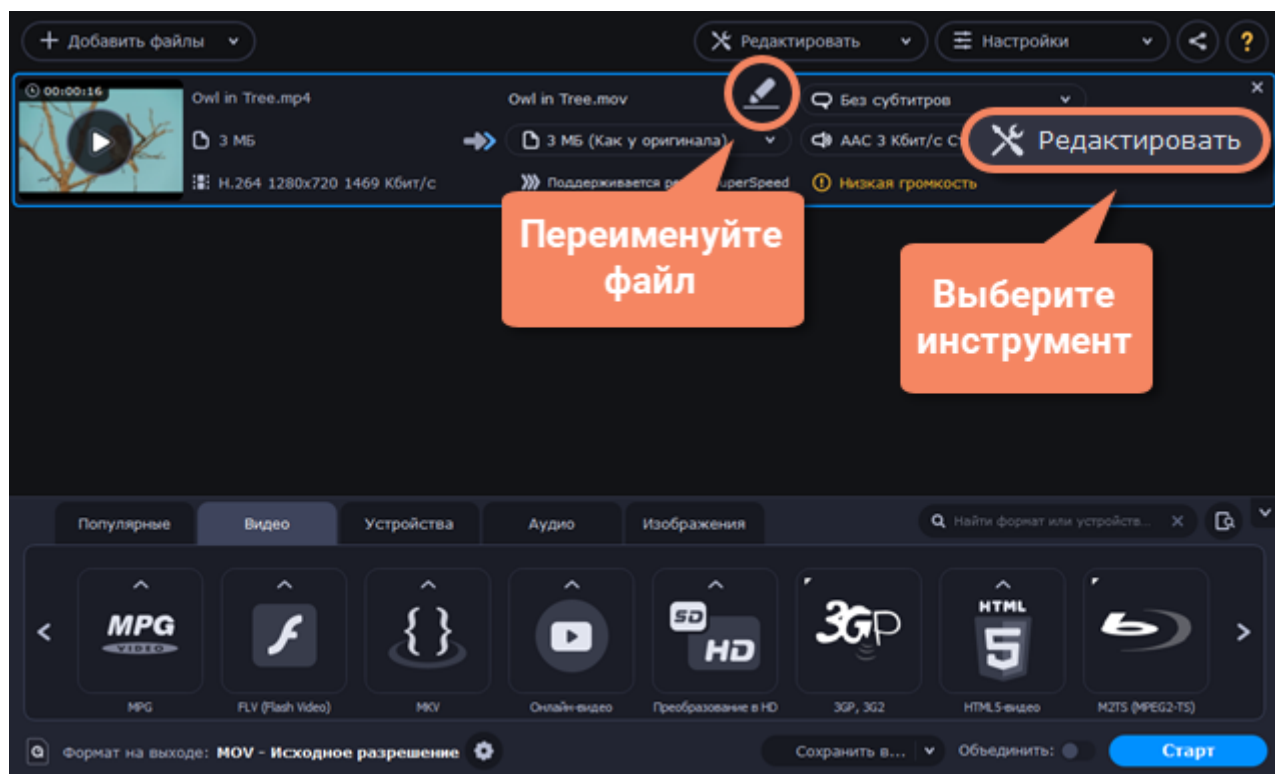 Добавить файлы
Редактировать
Настройки
?
00:00:16
Owl in Tree.mp4
Owl in Tree.mov
Без субтитров
3 МБ
3 МБ (Как у оригинала)
AAC 3 Кбит/с
Редактировать
H.264 1280x720 1469 Кбит/с
Поддерживается
uperSpeed
Низкая громкость
Переименуйте
файл
Выберите
инструмент
Популярные
Видео
Устройства
Аудио
Изображения
Найти формат или устройств...
MPG
VIDEO
SD
HD
3GP
HTML
5
MPG
FLV (Flash Video)
MKV
Онлайн-видео
Преобразование в HD
3GP, 3G2
HTML5-видео
M2TS (MPEG2-TS)
Формат на выходе: MOV - Исходное разрешение
Сохранить в...
Объединить:
Старт